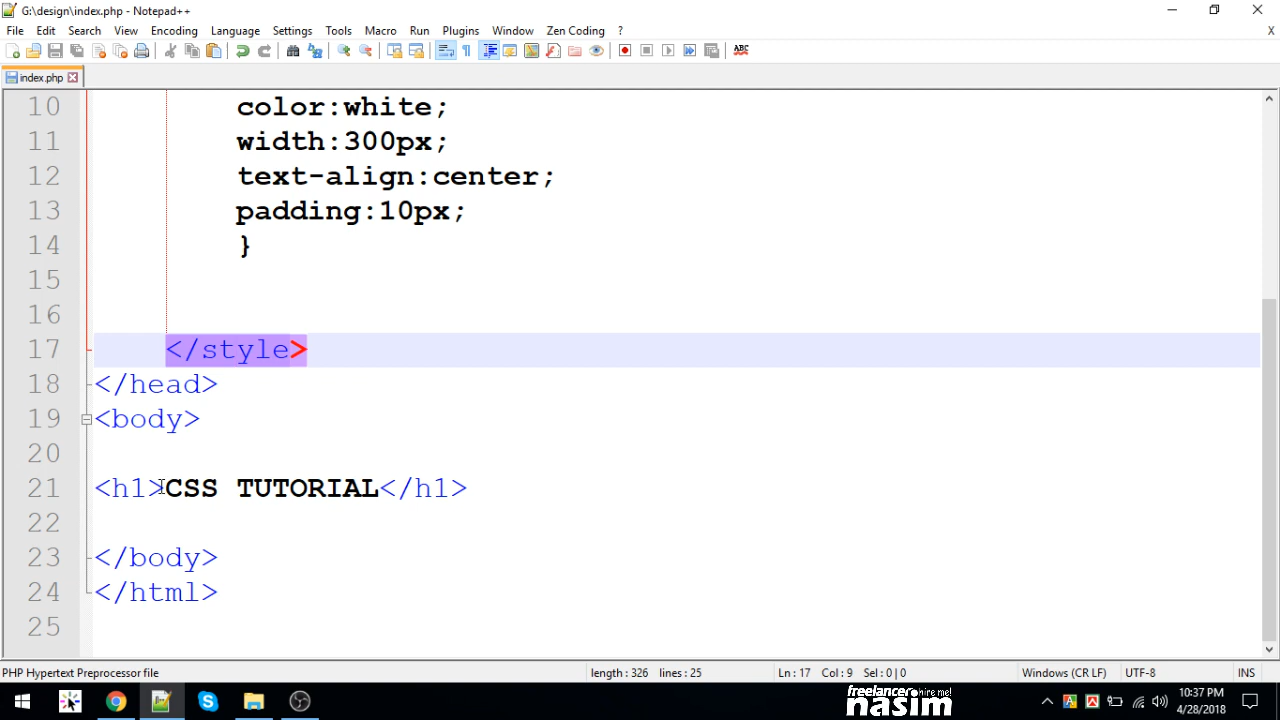 G:\design\index.php - Notepad++
File Edit Search View Encoding Language Settings Tools Macro Run Plugins Window Zen Coding ? X
ABC
index.php
10 color:white;
11 width:300px;
12 text-align:center;
13 padding:10px;
14 }
15
16
17 </style>
18 </head>
19 <body>
20
21 <h1>CSS TUTORIAL</h1>
22
23 </body>
24 </html>
25
PHP Hypertext Preprocessor file length : 326 lines : 25 Ln : 17 Col : 9 Sel : 0 | 0 Windows (CR LF) UTF-8 INS
freelancer hire me!
nasim
10:37 PM
4/28/2018